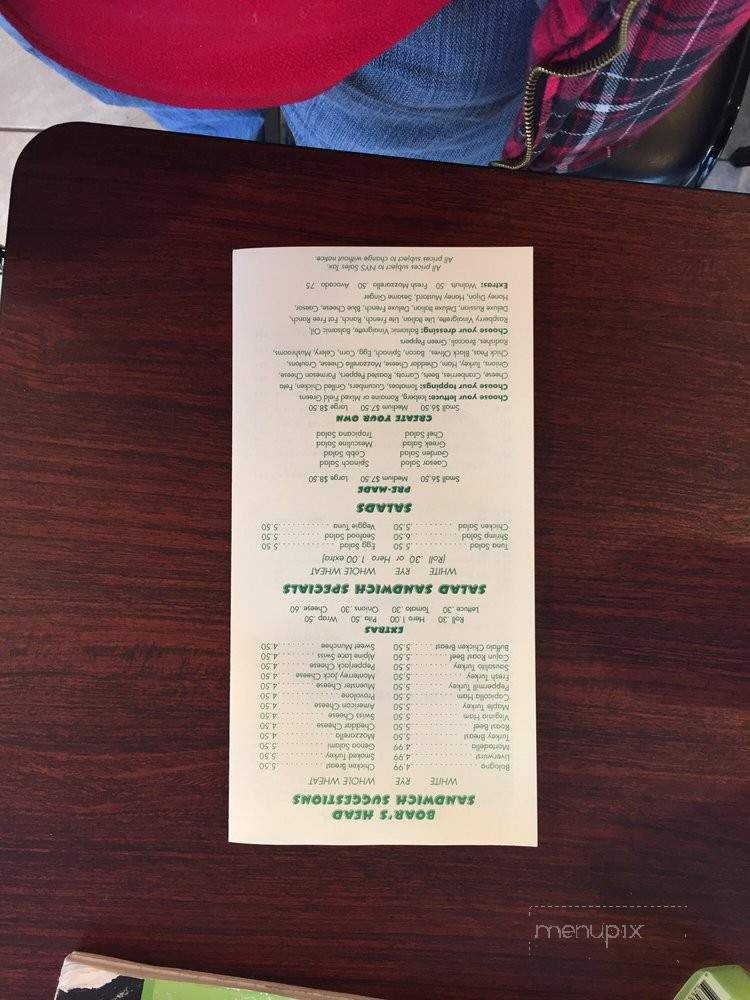 BOAR'S HEAD
SANDWICH SUGGESTIONS
WHITE RYE WHOLE WHEAT
Bologna 4.99
Liverwurst 4.99
Mortadella 4.99
Turkey Breast 5.50
Roast Beef 5.50
Virginia Ham 5.50
Maple Turkey 5.50
Capicolla Ham 5.50
Peppermill Turkey 5.50
Fresh Turkey 5.50
Sausalito Turkey 5.50
Cajun Roast Beef 5.50
Buffalo Chicken Breast 5.50
Chicken Breast 5.50
Smoked Turkey 5.50
Genoa Salami 5.50
Mozzarella 4.50
Cheddar Cheese 4.50
Swiss Cheese 4.50
American Cheese 4.50
Provolone 4.50
Muenster Cheese 4.50
Monterey Jack Cheese 4.50
Pepperjack Cheese 4.50
Alpine Lace Swiss 4.50
Sweet Munchee 4.50
EXTRAS
Roll .30 Hero 1.00 Pita .50 Wrap .50
Lettuce .30 Tomato .30 Onions .30 Cheese .60
SALAD SANDWICH SPECIALS
WHITE RYE WHOLE WHEAT
(Roll .30 or Hero 1.00 extra)
Tuna Salad 5.50
Shrimp Salad 6.50
Chicken Salad 5.50
Egg Salad 5.50
Seafood Salad 5.50
Veggie Tuna 5.50
SALADS
PRE-MADE
Small $6.50 Medium $7.50 Large $8.50
Caesar Salad Spinach Salad
Garden Salad Cobb Salad
Greek Salad Mesculine Salad
Chef Salad Tropicana Salad
CREATE YOUR OWN
Small $6.50 Medium $7.50 Large $8.50
Choose your lettuce: Iceberg, Romaine or Mixed Field Greens
Choose your toppings: Tomatoes, Cucumbers, Grilled Chicken, Feta
Cheese, Cranberries, Beets, Carrots, Roasted Peppers, Parmesan Cheese,
Onions, Turkey, Ham, Cheddar Cheese, Mozzarella Cheese, Croutons,
Chick Peas, Black Olives, Bacon, Spinach, Egg, Corn, Celery, Mushrooms,
Radishes, Broccoli, Green Peppers
Choose your dressing: Balsamic Vinaigrette, Balsamic Oil,
Raspberry Vinaigrette, Lite Italian, Lite French, Ranch, Fat Free Ranch,
Deluxe Russian, Deluxe Italian, Deluxe French, Blue Cheese, Caesar,
Honey Dijon, Honey Mustard, Sesame Ginger
Extras: Walnuts .50 Fresh Mozzarella .50 Avocado .75
All prices subject to NYS Sales Tax.
All prices subject to change without notice.
menupix